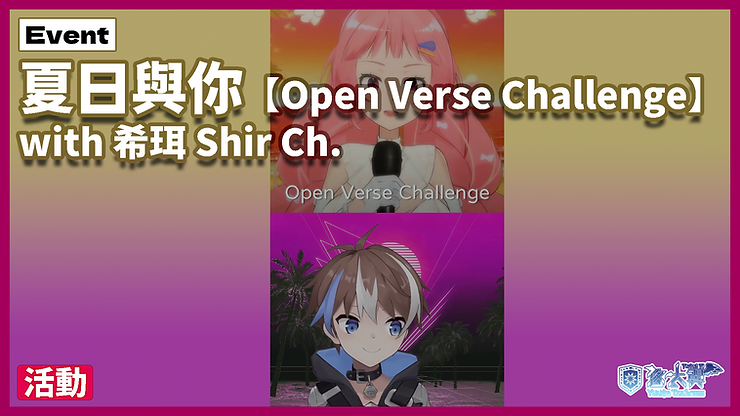 Event
夏日與你【Open Verse Challenge】
with 希珥 Shir Ch.
Open Verse Challenge
活動